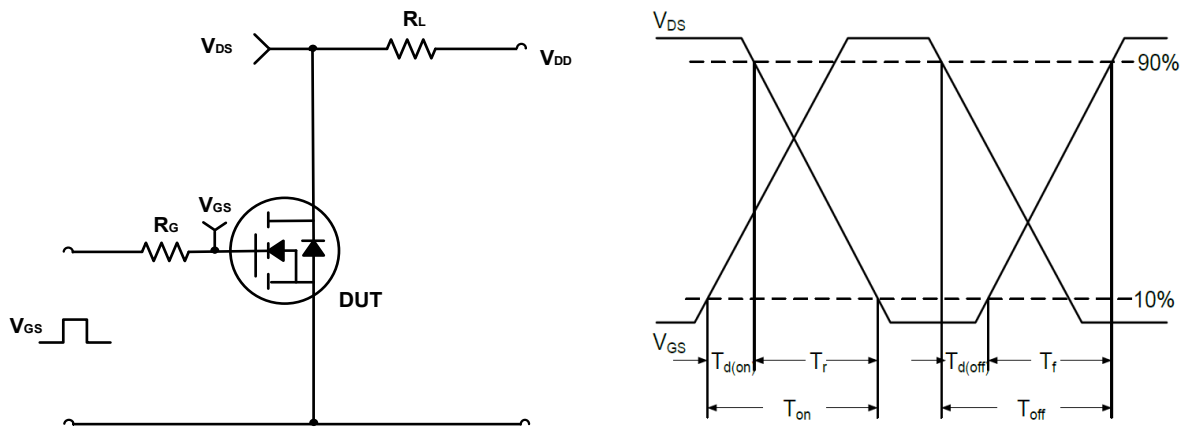 RL
VDS
VDD
VGS
RG
DUT
VGS
VDS
90%
10%
VGS
Td(on)
Tr
Td(off)
Tf
Ton
Toff